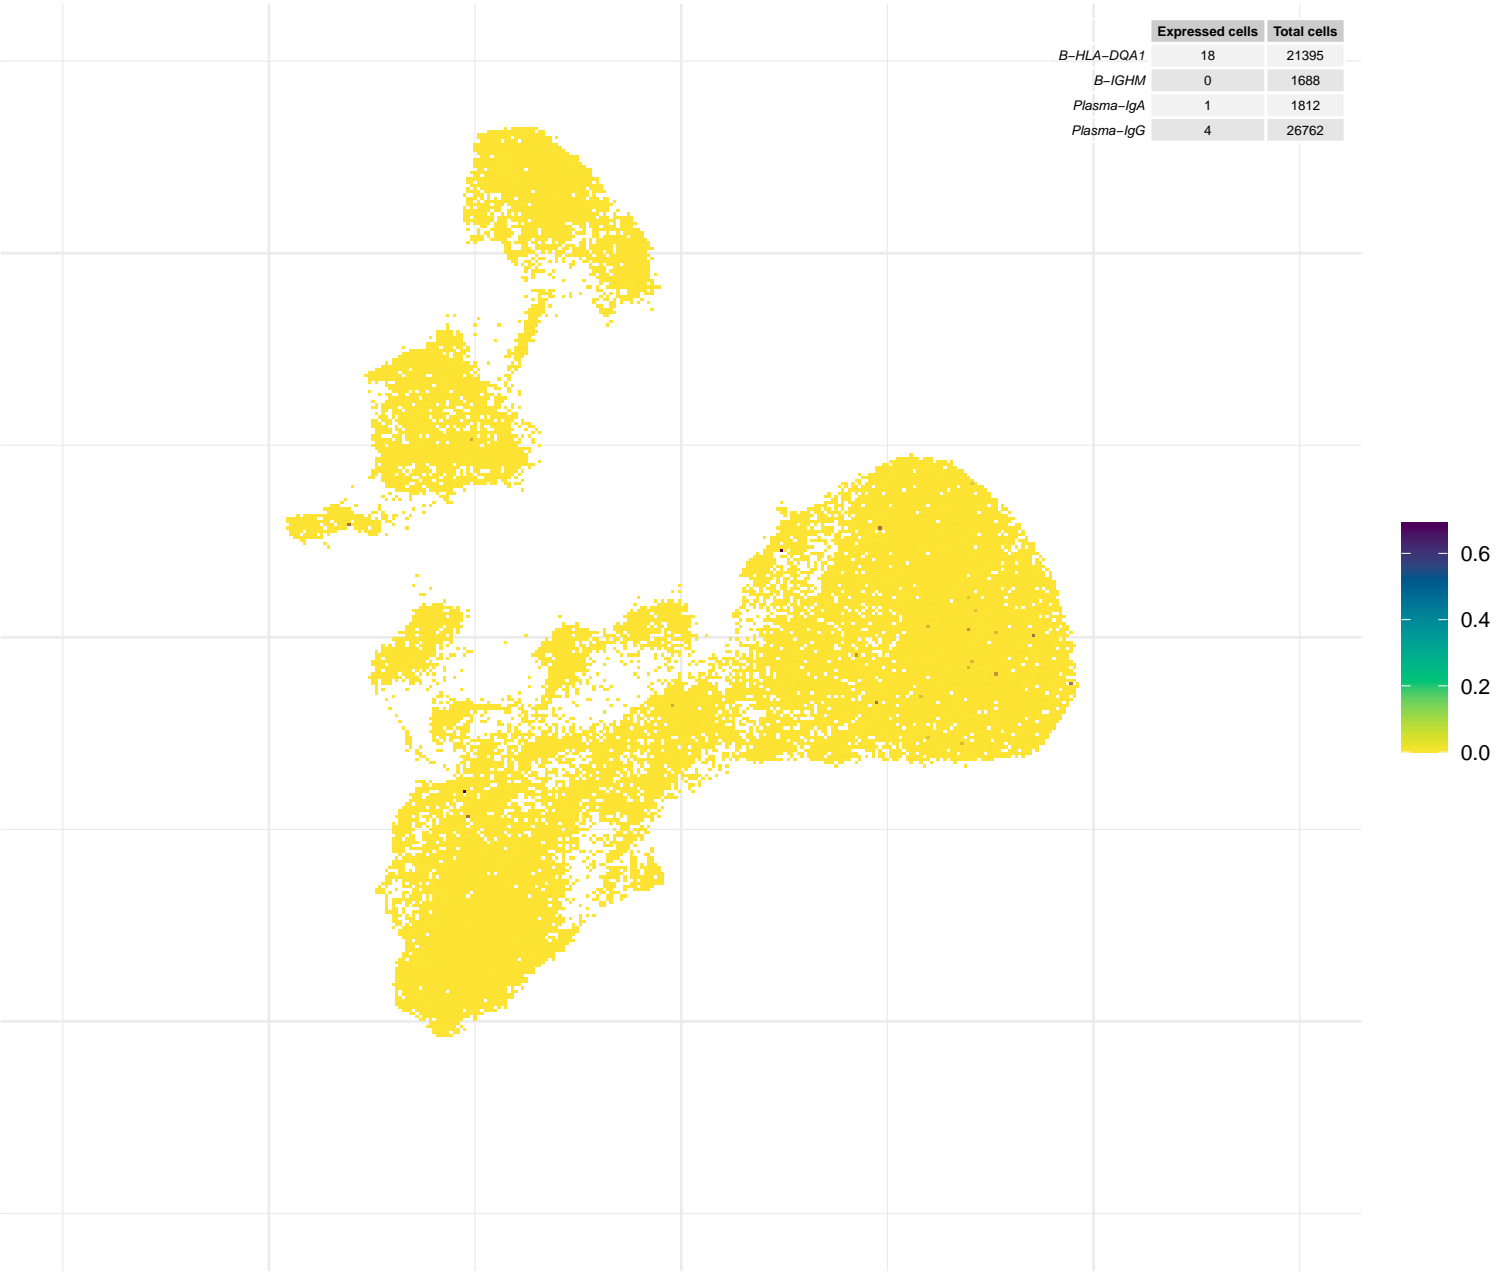 Expressed cells Total cells
B−HLA−DQA1 18 21395
B−IGHM 0 1688
Plasma−IgA 1 1812
Plasma−IgG 4 26762
0.6
0.4
0.2
0.0